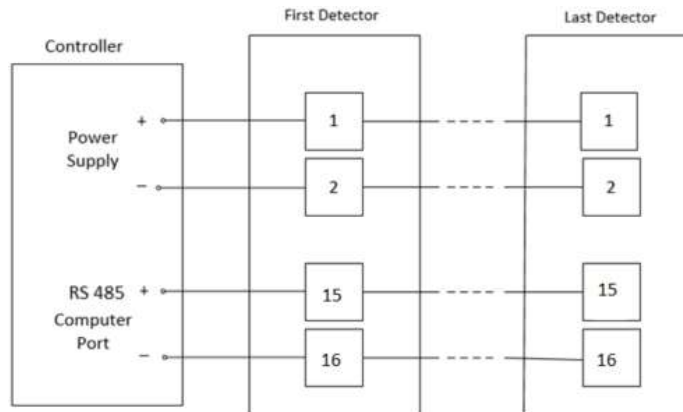 First Detector
Last Detector
Controller
+
1
1
Power
Supply
−
2
2
RS 485
+
15
15
Computer
Port
−
16
16